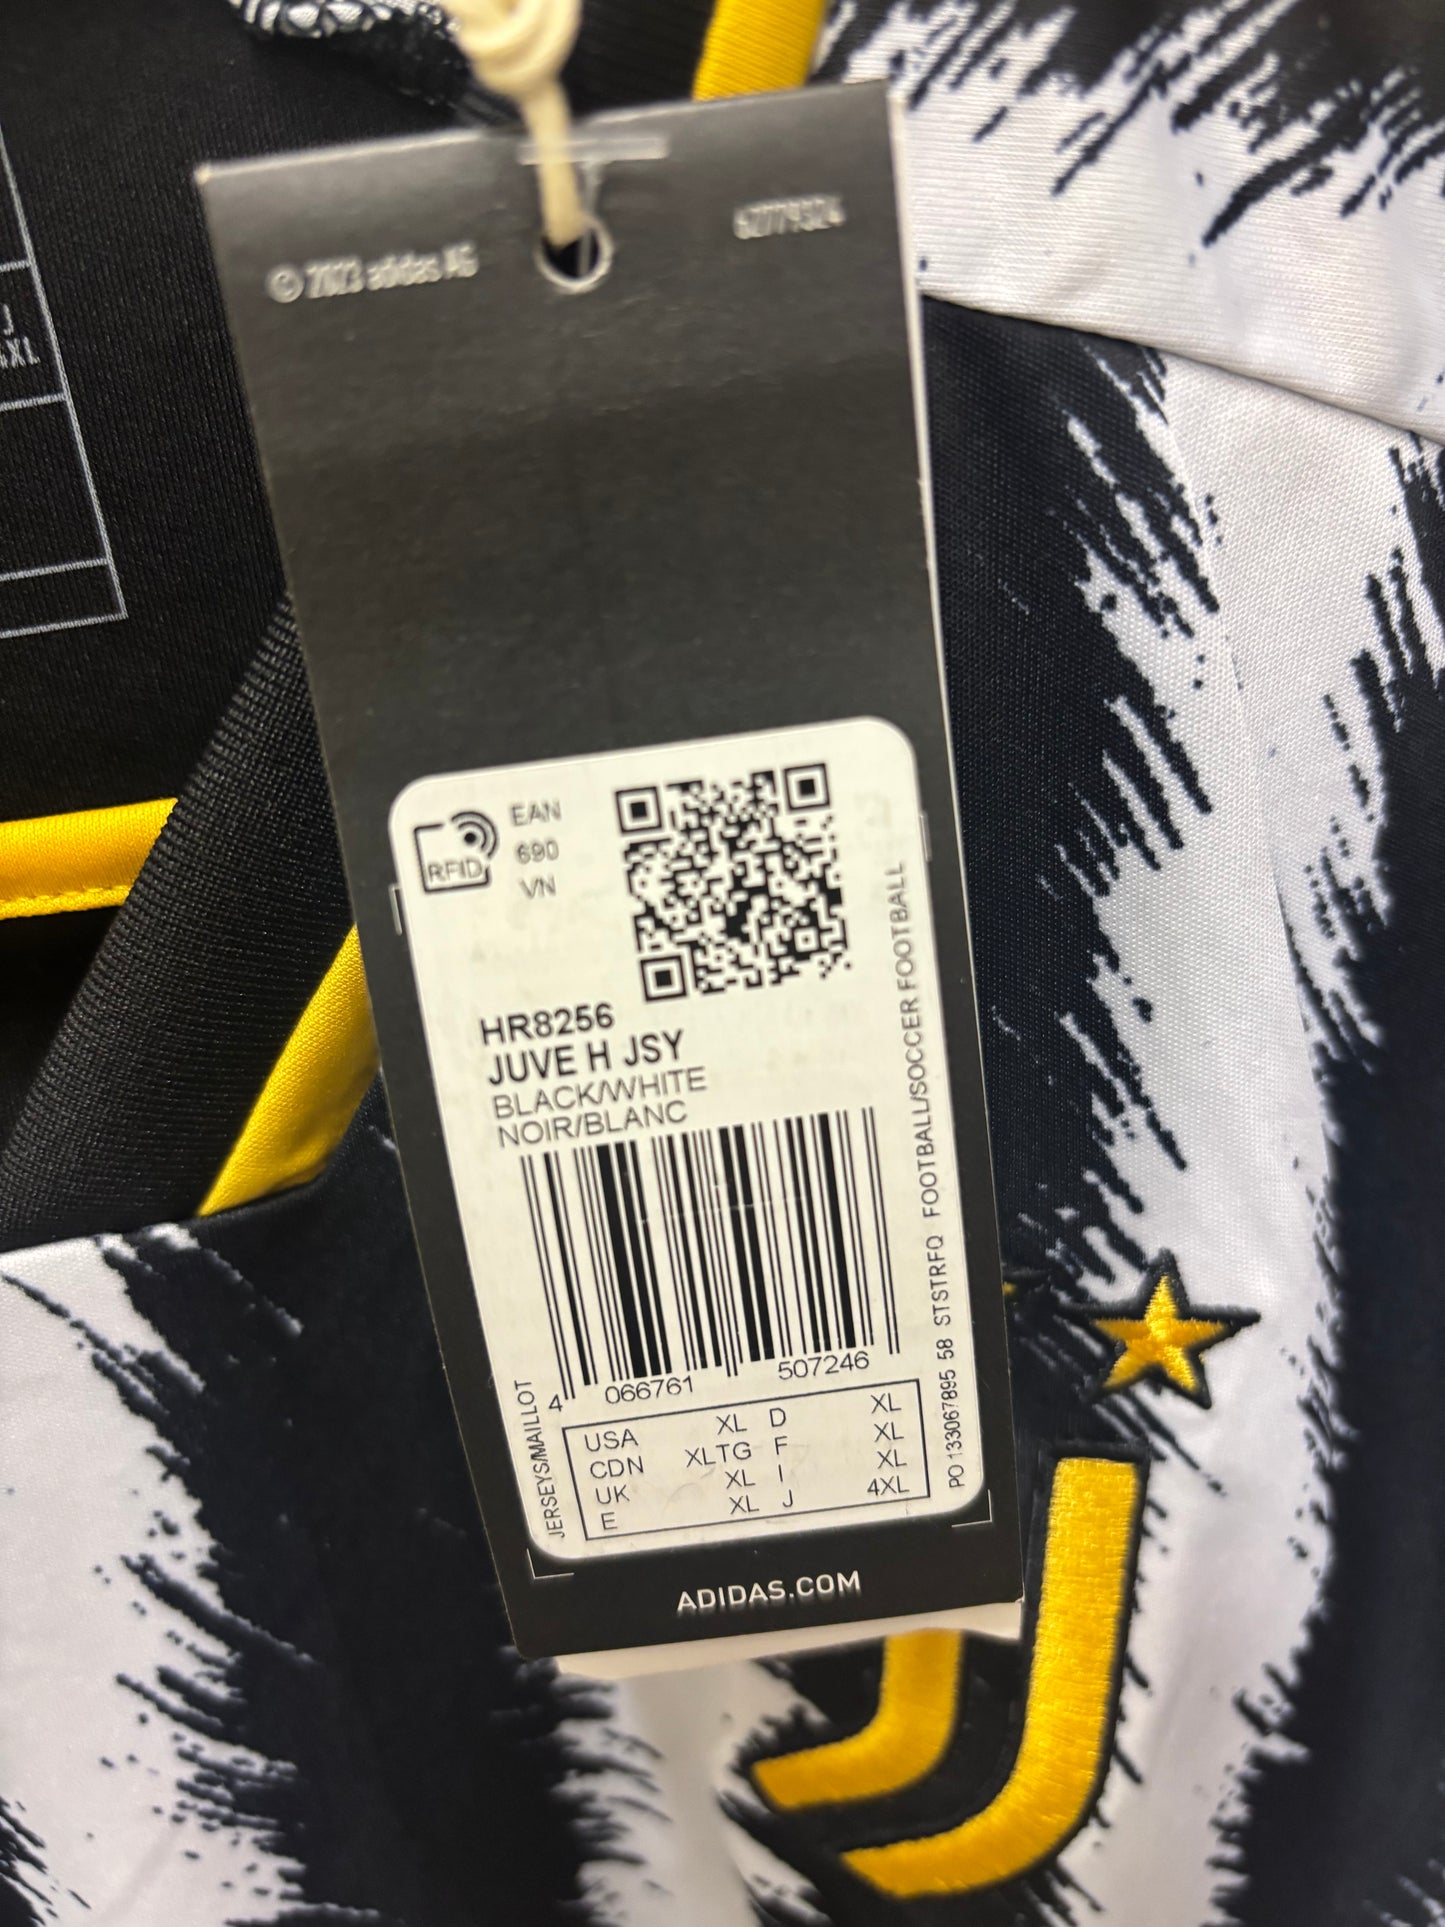 © 2023 adidas AG
62779324
J
4XL
RFID
EAN
690
VN
HR8256
JUVE H JSY
BLACK/WHITE
NOIR/BLANC
4 066761 507246
JERSEYS/MAILLOT
PO 133067895 58 STSTRFQ FOOTBALL/SOCCER FOOTBALL
USA XL D XL
CDN XLTG F XL
UK XL I XL
E XL J 4XL
ADIDAS.COM